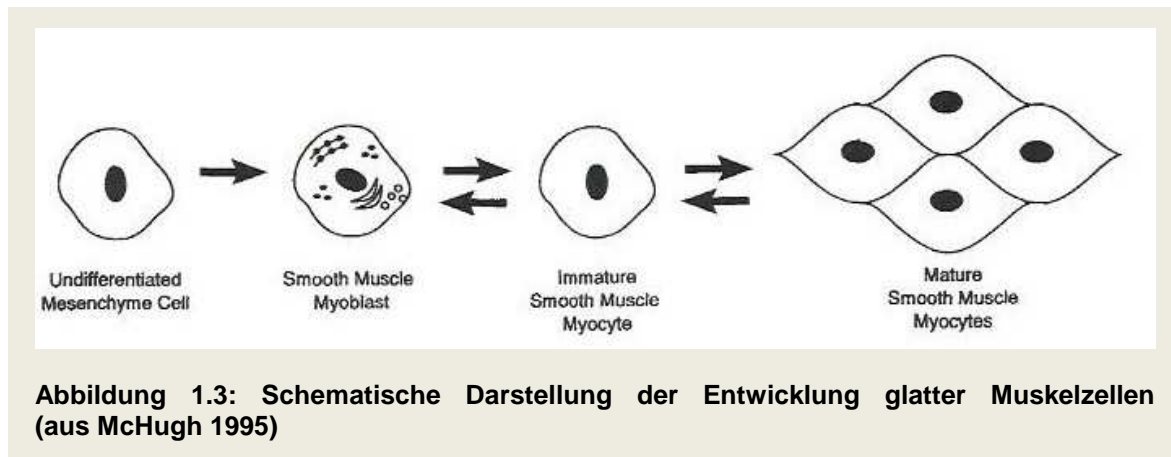 Undifferentiated
Mesenchyme Cell
Smooth Muscle
Myoblast
Immature
Smooth Muscle
Myocyte
Mature
Smooth Muscle
Myocytes
Abbildung 1.3: Schematische Darstellung der Entwicklung glatter Muskelzellen
(aus McHugh 1995)